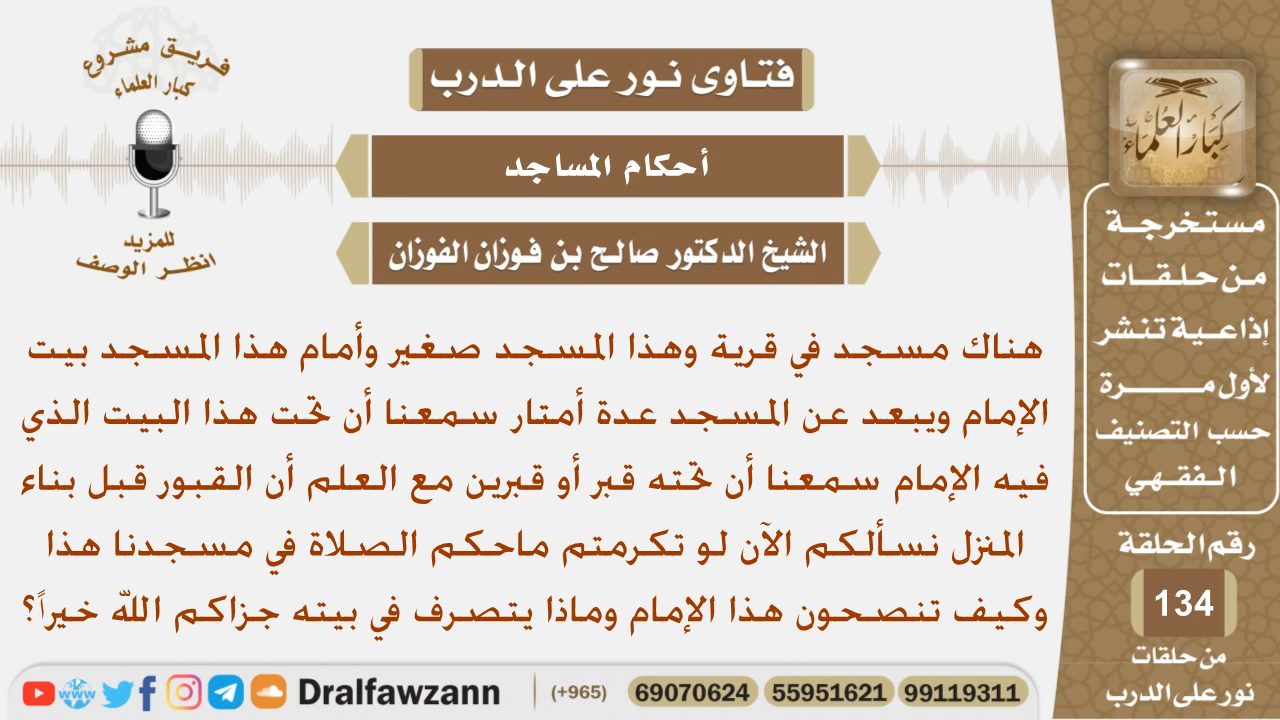 فريق مشروع
كبار العلماء
للمزيد
انظر الوصف
فتاوى نور على الدرب
أحكام المساجد
الشيخ الدكتور صالح بن فوزان الفوزان
هناك مسجد في قرية وهذا المسجد صغير وأمام هذا المسجد بيت
الإمام ويبعد عن المسجد عدة أمتار سمعنا أن تحت هذا البيت الذي
فيه الإمام سمعنا أن تحته قبر أو قبرين مع العلم أن القبور قبل بناء
المنزل نسألكم الآن لو تكرمتم ماحكم الصلاة في مسجدنا هذا
وكيف تنصحون هذا الإمام وماذا يتصرف في بيته جزاكم الله خيراً؟
كبار العلماء
مستخرجة
من حلقات
إذاعية تنشر
لأول مرة
حسب التصنيف
الفقهي
رقم الحلقة
134
من حلقات
نور على الدرب
www Dralfawzann (+965) 69070624 55951621 99119311